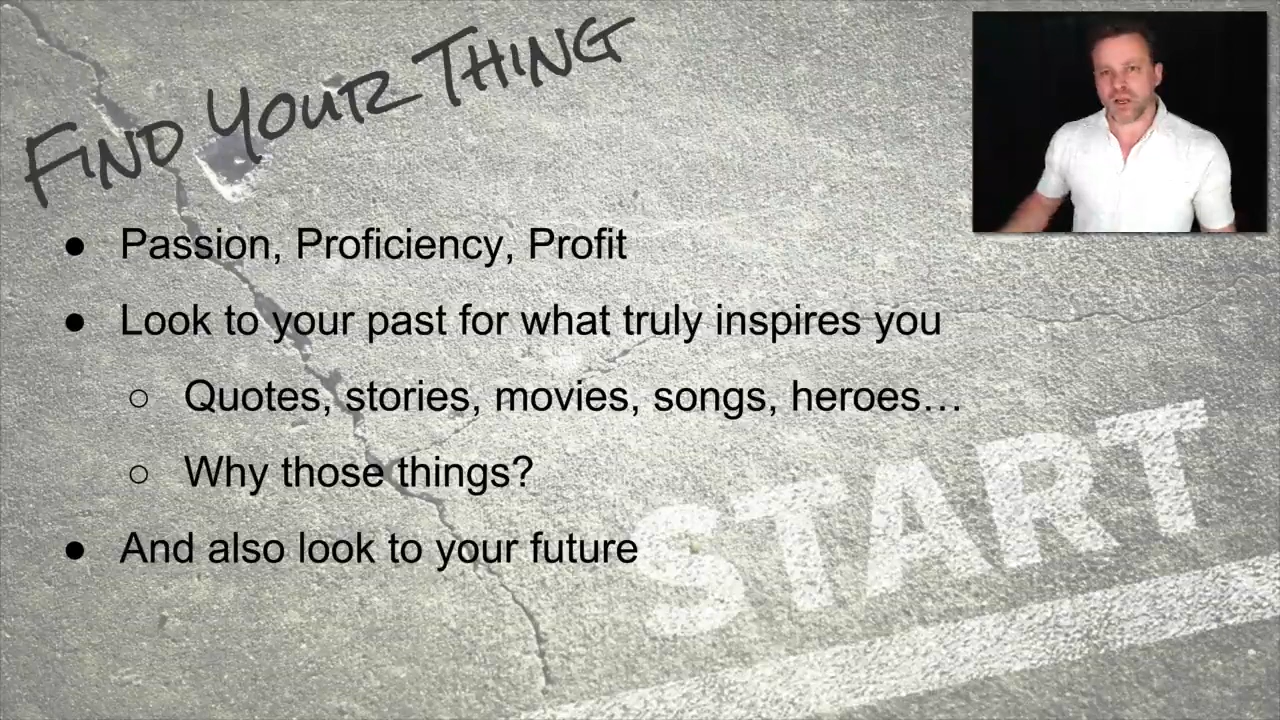 FIND YOUR THING
● Passion, Proficiency, Profit
● Look to your past for what truly inspires you
○ Quotes, stories, movies, songs, heroes…
○ Why those things?
● And also look to your future
START